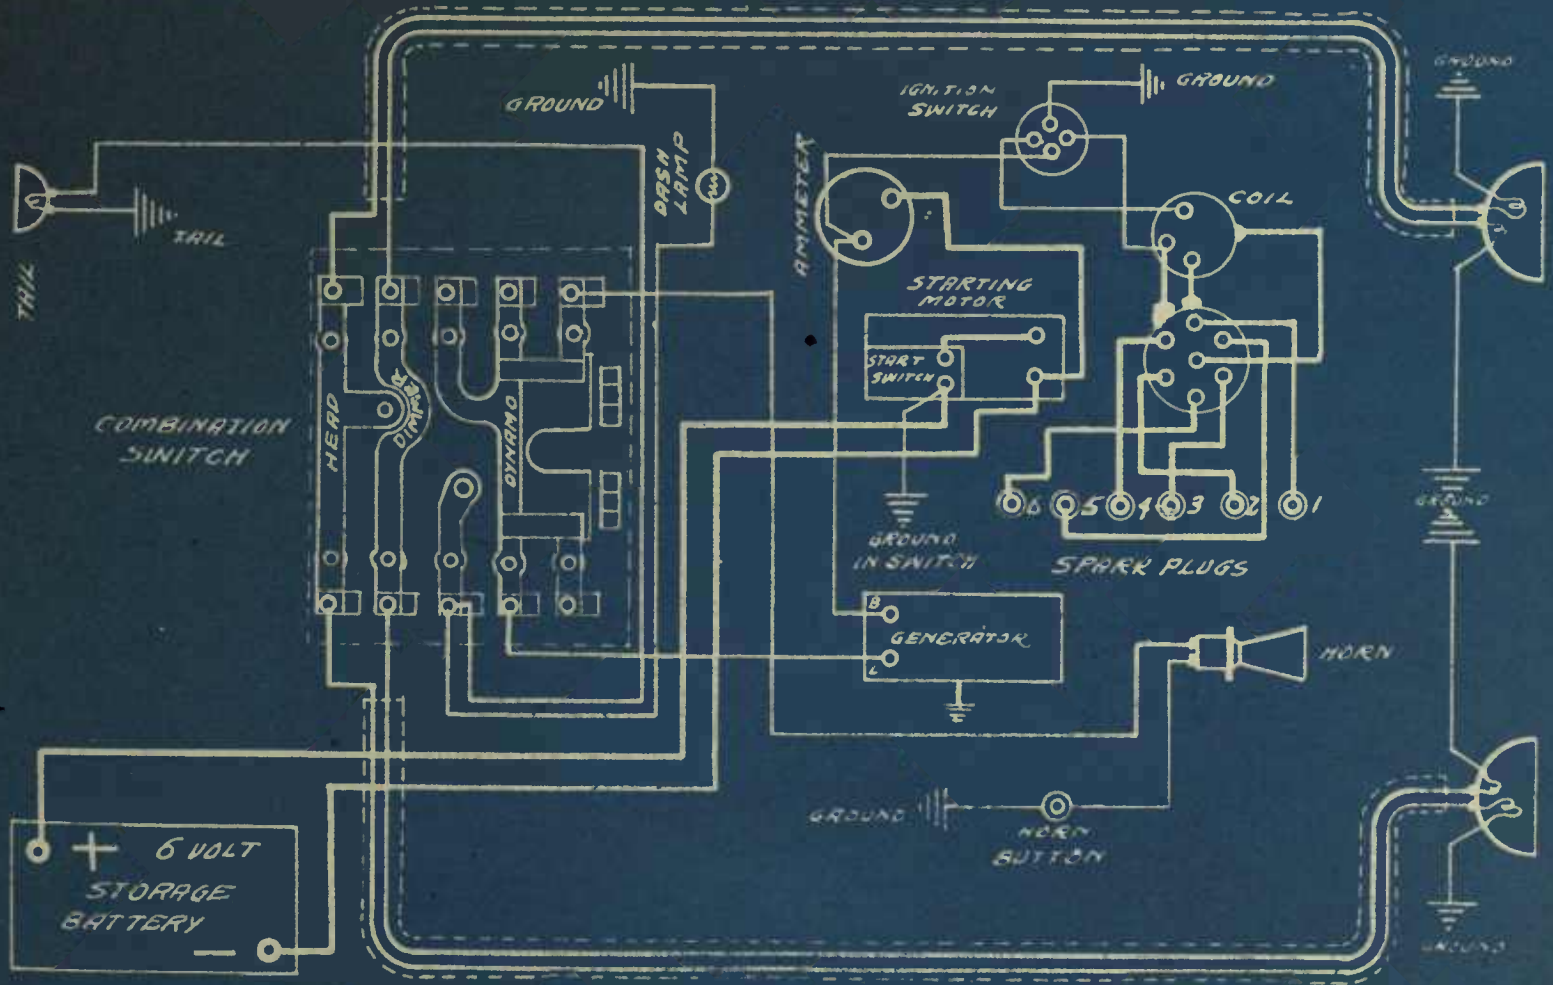 GROUND
IGNITION
SWITCH
GROUND
GROUND
DASH
LAMP
AMMETER
COIL
TAIL
TAIL
STARTING
MOTOR
START
SWITCH
HEAD
DYNAMO
COMBINATION
SWITCH
GROUND
6 5 4 3 2 1
GROUND
IN SWITCH
SPARK PLUGS
B
GENERATOR
L
HORN
GROUND
HORN
BUTTON
+ 6 VOLT
STORAGE
BATTERY
-
GROUND